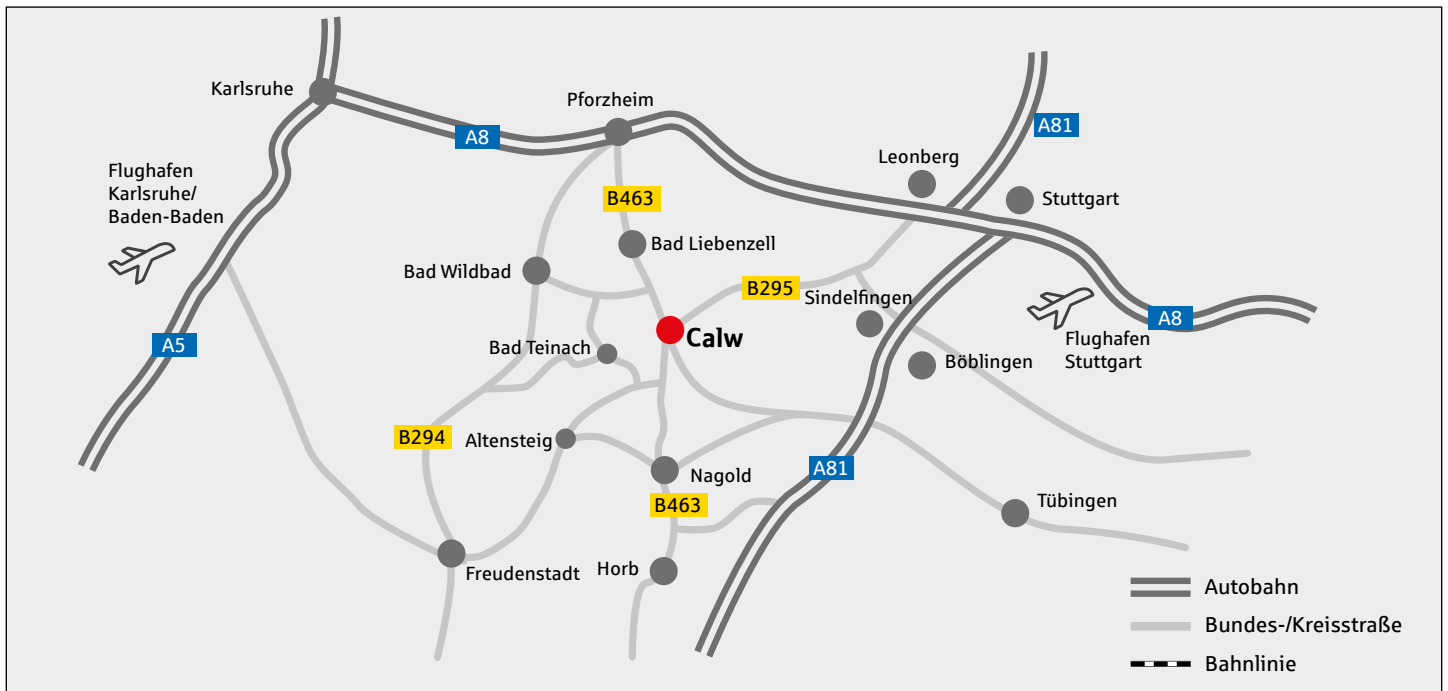 Karlsruhe
Pforzheim
A8
A81
Leonberg
Flughafen
Karlsruhe/
Baden-Baden
B463
Stuttgart
Bad Liebenzell
Bad Wildbad
B295
Sindelfingen
A8
A5
Calw
Flughafen
Stuttgart
Bad Teinach
Böblingen
B294
Altensteig
A81
Nagold
B463
Tübingen
Freudenstadt
Horb
Autobahn
Bundes-/Kreisstraße
Bahnlinie